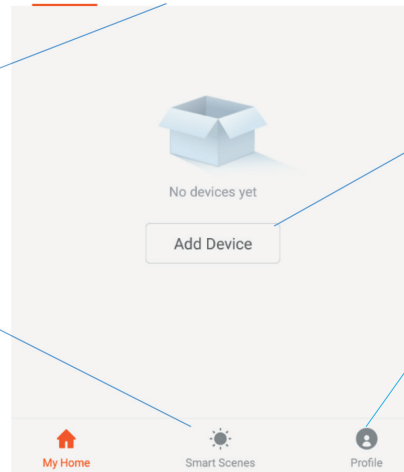 No devices yet
Add Device
My Home
Smart Scenes
Profile